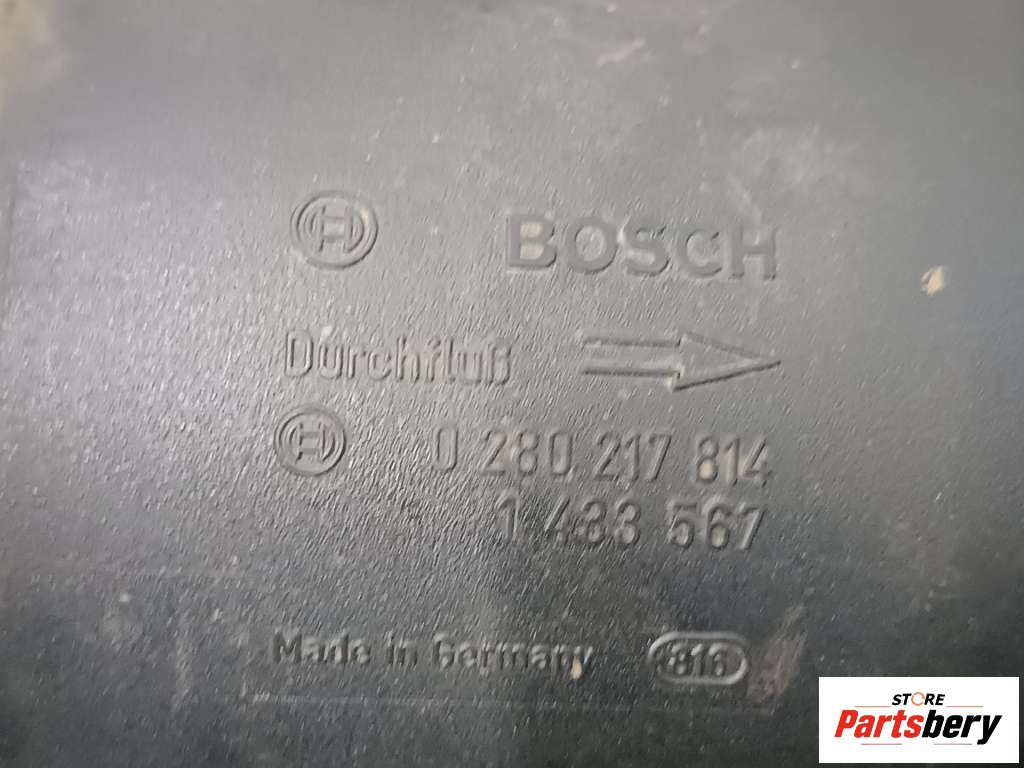 BOSCH
Durchfluß
0 280 217 814
1 433 567
Made in Germany 816
STORE
Partsbery